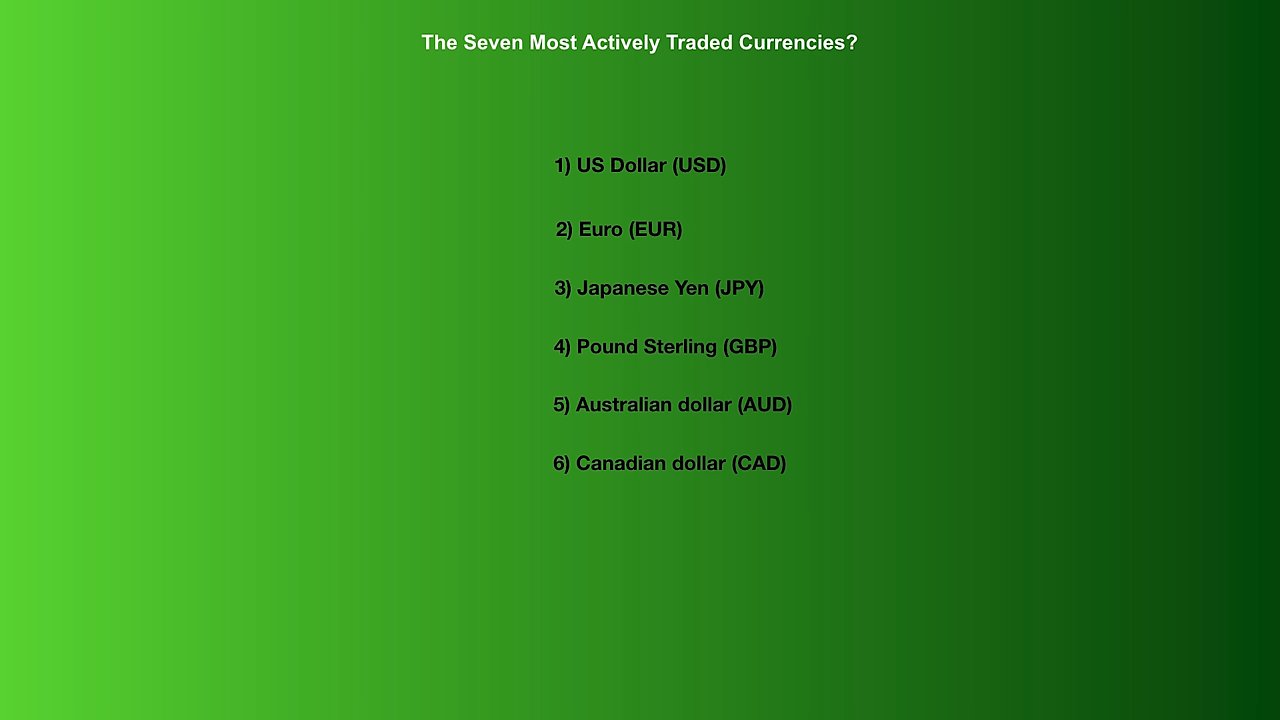 The Seven Most Actively Traded Currencies?
1) US Dollar (USD)
2) Euro (EUR)
3) Japanese Yen (JPY)
4) Pound Sterling (GBP)
5) Australian dollar (AUD)
6) Canadian dollar (CAD)